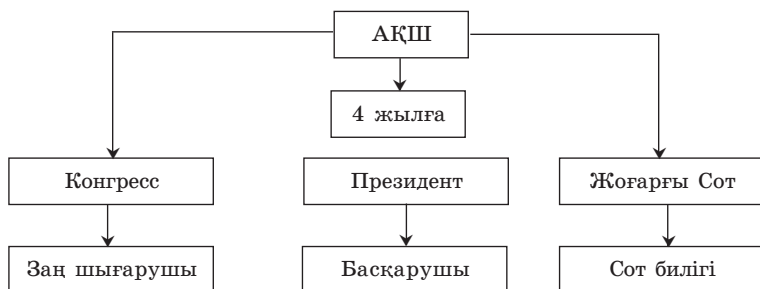 АҚШ
4 жылға
Конгресс
Президент
Жоғарғы Сот
Заң шығарушы
Басқарушы
Сот билігі